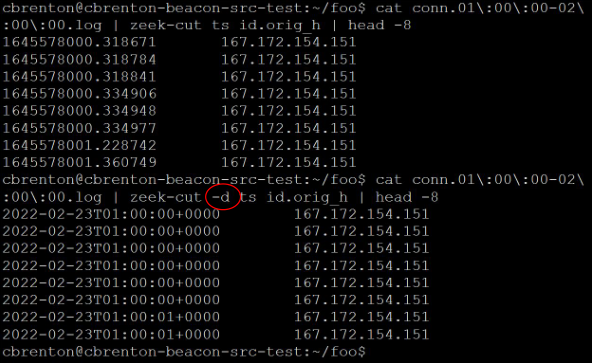 cbrenton@cbrenton-beacon-src-test:~/foo$ cat conn.01\:00\:00-02\
:00\:00.log | zeek-cut ts id.orig_h | head -8
1645578000.318671 167.172.154.151
1645578000.318784 167.172.154.151
1645578000.318841 167.172.154.151
1645578000.334906 167.172.154.151
1645578000.334948 167.172.154.151
1645578000.334977 167.172.154.151
1645578001.228742 167.172.154.151
1645578001.360749 167.172.154.151
cbrenton@cbrenton-beacon-src-test:~/foo$ cat conn.01\:00\:00-02\
:00\:00.log | zeek-cut -d ts id.orig_h | head -8
2022-02-23T01:00:00+0000 167.172.154.151
2022-02-23T01:00:00+0000 167.172.154.151
2022-02-23T01:00:00+0000 167.172.154.151
2022-02-23T01:00:00+0000 167.172.154.151
2022-02-23T01:00:00+0000 167.172.154.151
2022-02-23T01:00:00+0000 167.172.154.151
2022-02-23T01:00:01+0000 167.172.154.151
2022-02-23T01:00:01+0000 167.172.154.151
cbrenton@cbrenton-beacon-src-test:~/foo$